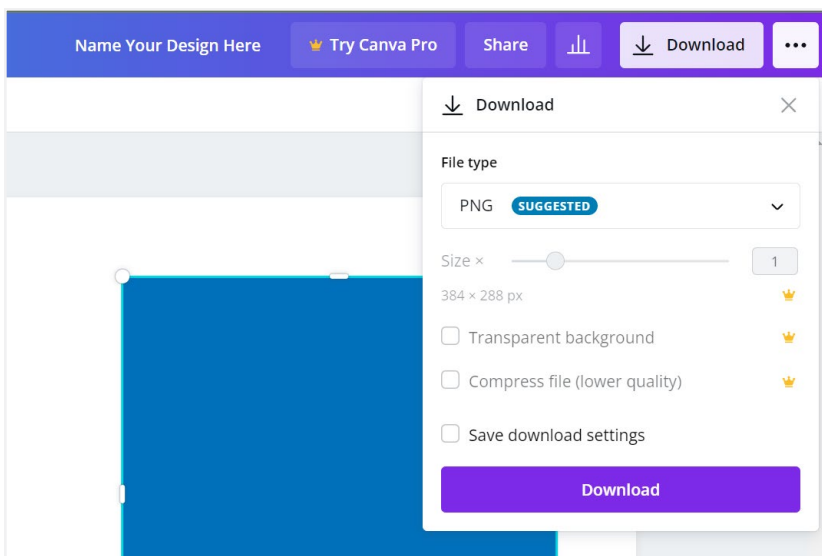 Name Your Design Here Try Canva Pro Share Download
Download
File type
PNG SUGGESTED
Size × 1
384 × 288 px
Transparent background
Compress file (lower quality)
Save download settings
Download